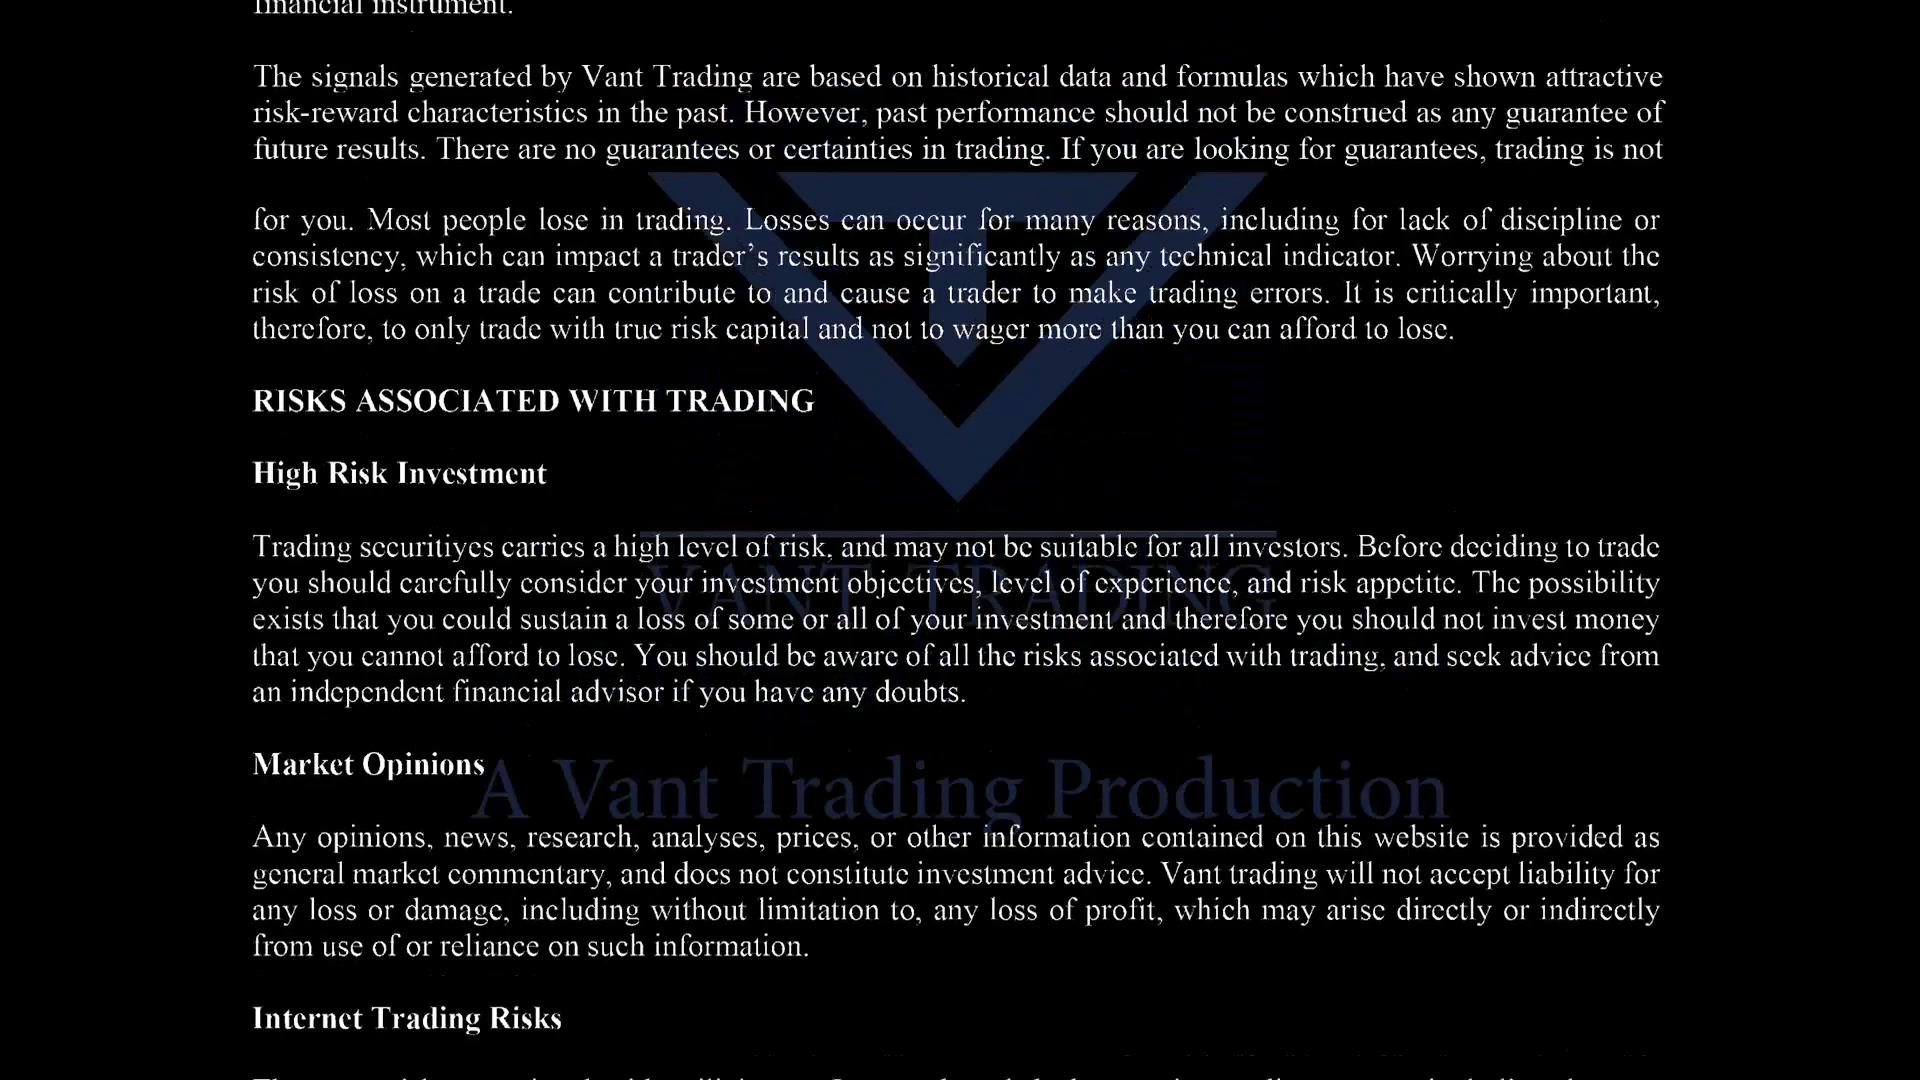 financial instrument.
The signals generated by Vant Trading are based on historical data and formulas which have shown attractive
risk-reward characteristics in the past. However, past performance should not be construed as any guarantee of
future results. There are no guarantees or certainties in trading. If you are looking for guarantees, trading is not
for you. Most people lose in trading. Losses can occur for many reasons, including for lack of discipline or
consistency, which can impact a trader’s results as significantly as any technical indicator. Worrying about the
risk of loss on a trade can contribute to and cause a trader to make trading errors. It is critically important,
therefore, to only trade with true risk capital and not to wager more than you can afford to lose.
RISKS ASSOCIATED WITH TRADING
High Risk Investment
Trading securitiyes carries a high level of risk, and may not be suitable for all investors. Before deciding to trade
you should carefully consider your investment objectives, level of experience, and risk appetite. The possibility
exists that you could sustain a loss of some or all of your investment and therefore you should not invest money
that you cannot afford to lose. You should be aware of all the risks associated with trading, and seek advice from
an independent financial advisor if you have any doubts.
VANT TRADING
Market Opinions
A Vant Trading Production
Any opinions, news, research, analyses, prices, or other information contained on this website is provided as
general market commentary, and does not constitute investment advice. Vant trading will not accept liability for
any loss or damage, including without limitation to, any loss of profit, which may arise directly or indirectly
from use of or reliance on such information.
Internet Trading Risks